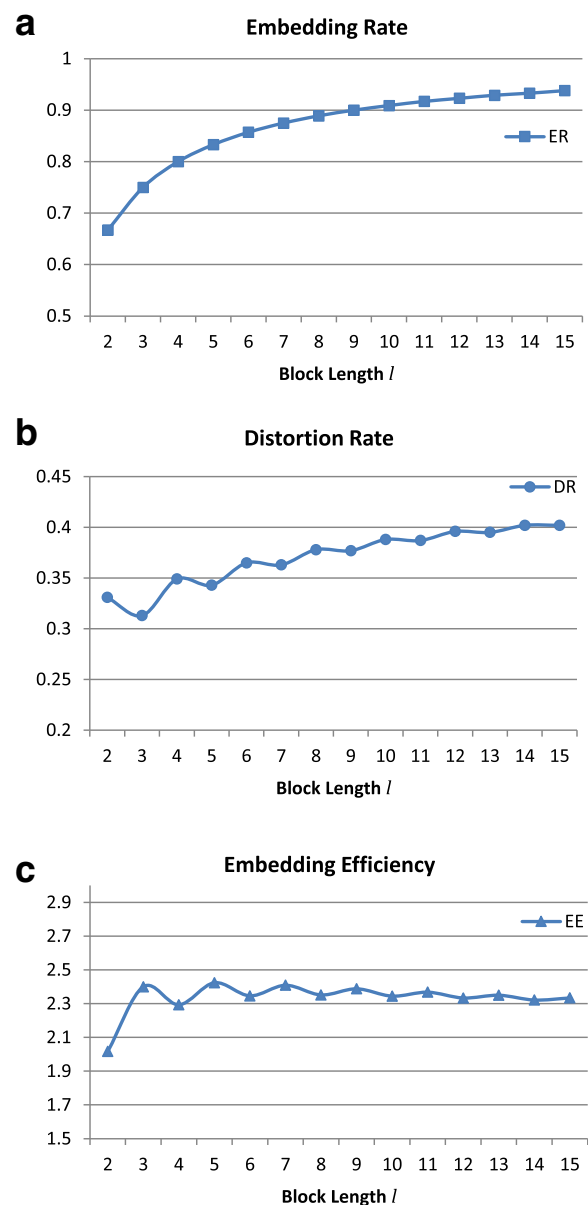 a
Embedding Rate
1
0.9
ER
0.8
0.7
0.6
0.5
2 3 4 5 6 7 8 9 10 11 12 13 14 15
Block Length l
b
Distortion Rate
0.45
DR
0.4
0.35
0.3
0.25
0.2
2 3 4 5 6 7 8 9 10 11 12 13 14 15
Block Length l
c
Embedding Efficiency
2.9
EE
2.7
2.5
2.3
2.1
1.9
1.7
1.5
2 3 4 5 6 7 8 9 10 11 12 13 14 15
Block Length l